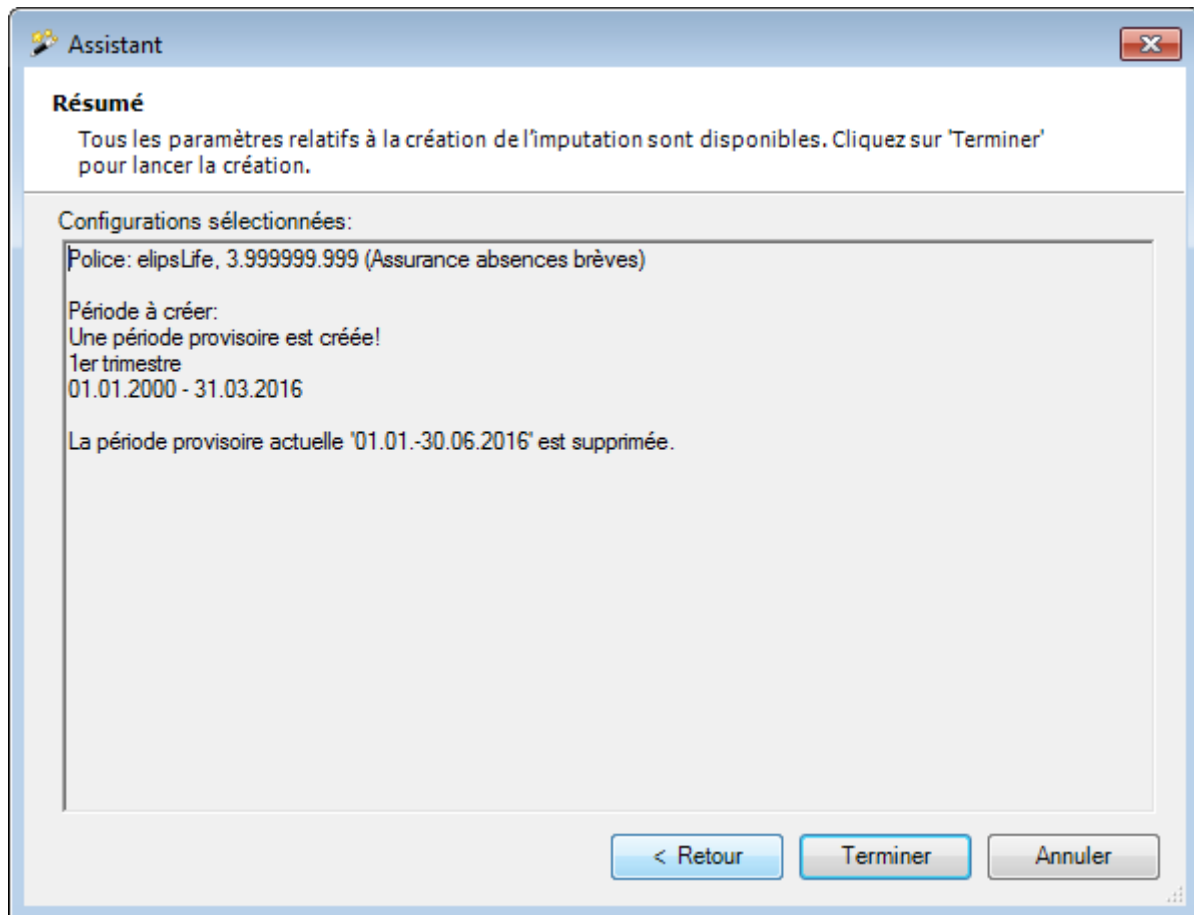 Assistant
Résumé
Tous les paramètres relatifs à la création de l'imputation sont disponibles. Cliquez sur 'Terminer'
pour lancer la création.
Configurations sélectionnées:
Police: elipsLife, 3.999999.999 (Assurance absences brèves)
Période à créer:
Une période provisoire est créée!
1er trimestre
01.01.2000 - 31.03.2016
La période provisoire actuelle '01.01.-30.06.2016' est supprimée.
< Retour
Terminer
Annuler